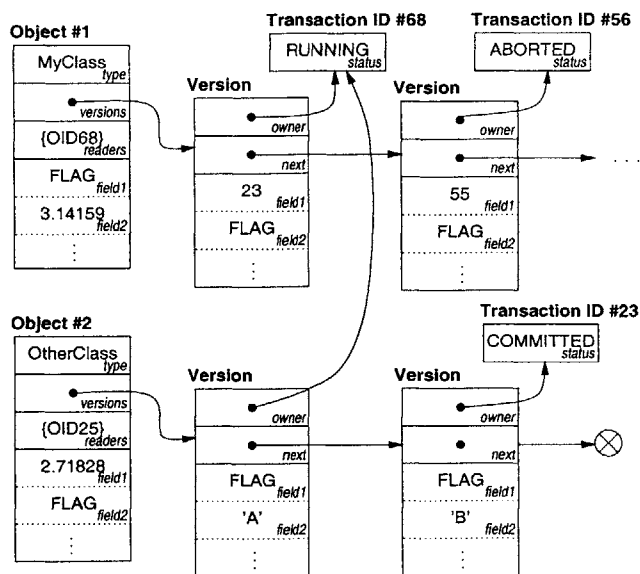 Transaction ID #68
Transaction ID #56
Object #1
RUNNING
status
ABORTED
status
MyClass
type
Version
Version
versions
owner
owner
{OID68}
readers
next
next
. . .
FLAG
field1
23
field1
55
field1
3.14159
field2
FLAG
field2
FLAG
field2
Object #2
Transaction ID #23
OtherClass
type
COMMITTED
status
Version
Version
versions
owner
owner
{OID25}
readers
next
next
2.71828
field1
FLAG
field1
FLAG
field1
FLAG
field2
'A'
field2
'B'
field2